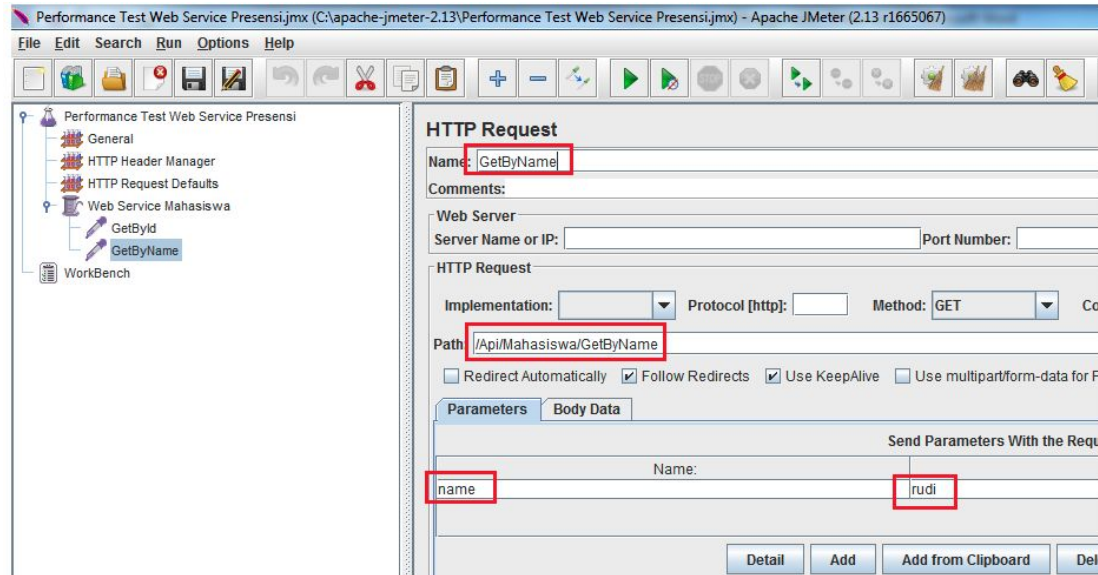 Performance Test Web Service Presensi.jmx (C:\apache-jmeter-2.13\Performance Test Web Service Presensi.jmx) - Apache JMeter (2.13 r1665067)
File Edit Search Run Options Help
Performance Test Web Service Presensi
General
HTTP Header Manager
HTTP Request Defaults
Web Service Mahasiswa
GetById
GetByName
WorkBench
HTTP Request
Name: GetByName
Comments:
Web Server
Server Name or IP: Port Number:
HTTP Request
Implementation: Protocol [http]: Method: GET Co
Path: /Api/Mahasiswa/GetByName
Redirect Automatically Follow Redirects Use KeepAlive Use multipart/form-data for F
Parameters Body Data
Send Parameters With the Requ
Name:
name rudi
Detail Add Add from Clipboard Del